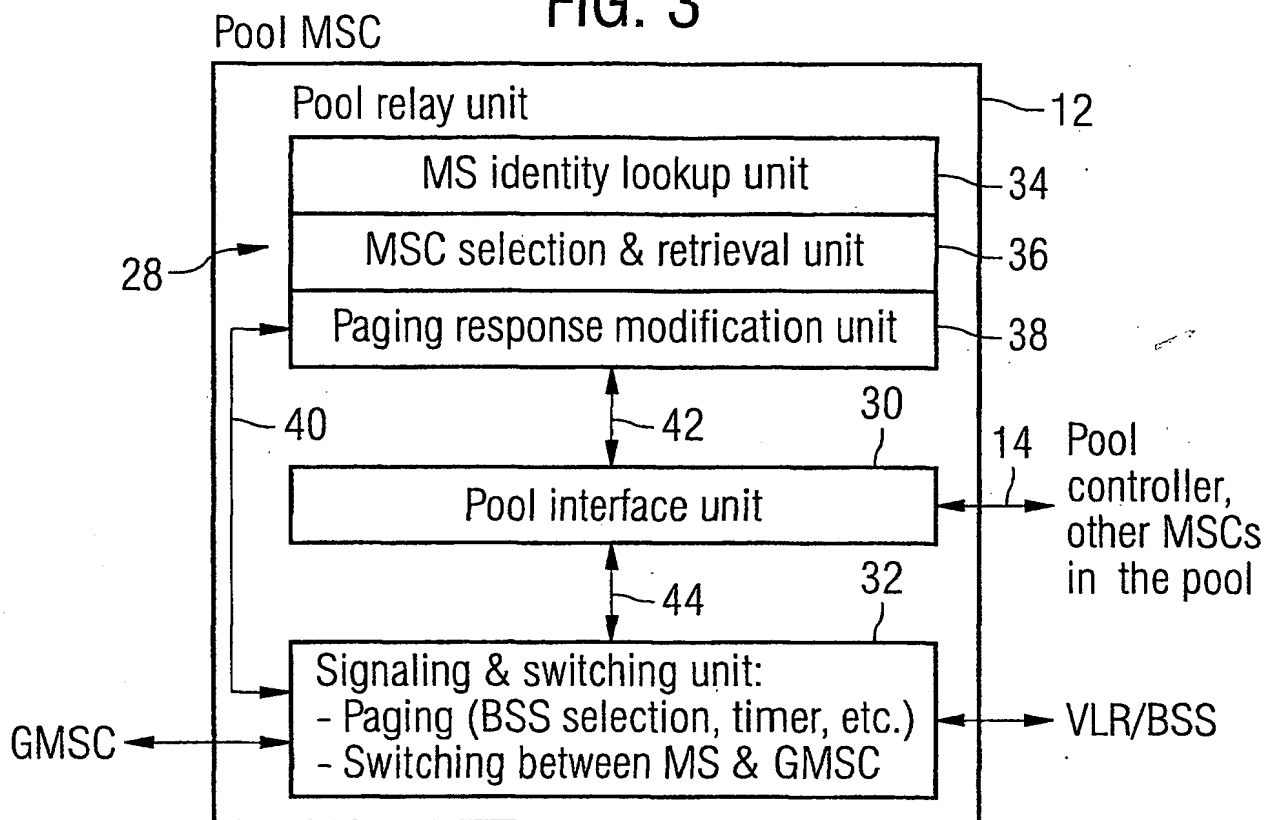 FIG. 3
Pool MSC
Pool relay unit
12
MS identity lookup unit
34
MSC selection & retrieval unit
36
28
Paging response modification unit
38
40
42
30
14
Pool
controller,
other MSCs
in the pool
Pool interface unit
44
32
Signaling & switching unit:
- Paging (BSS selection, timer, etc.)
- Switching between MS & GMSC
GMSC
VLR/BSS